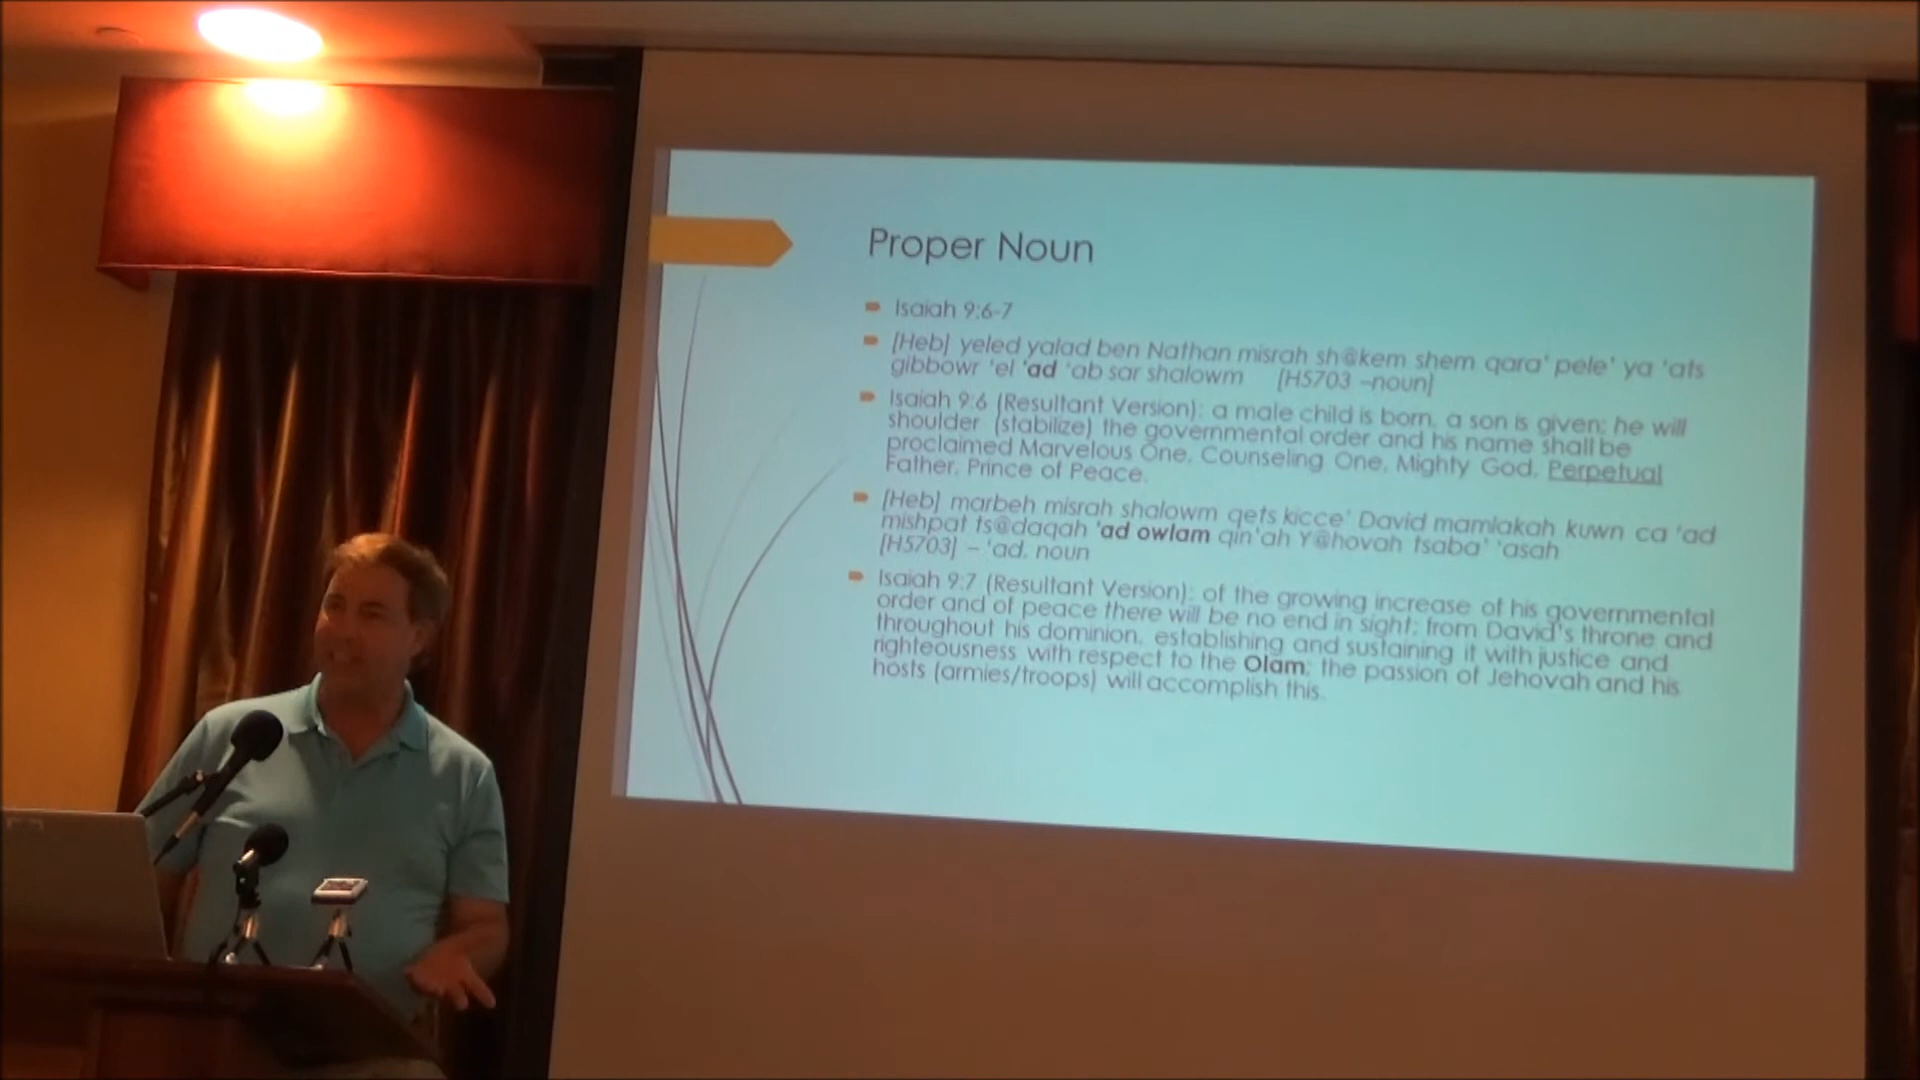 Proper Noun
Isaiah 9:6-7
[Heb] yeled yalad ben Nathan misrah sh@kem shem qara' pele' ya 'ats
gibbowr 'el 'ad 'ab sar shalowm [H5703 –noun]
Isaiah 9:6 (Resultant Version): a male child is born, a son is given; he will
shoulder (stabilize) the governmental order and his name shall be
proclaimed Marvelous One, Counseling One, Mighty God, Perpetual
Father, Prince of Peace.
[Heb] marbeh misrah shalowm qets kicce' David mamlakah kuwn ca 'ad
mishpat ts@daqah 'ad owlam qin'ah Y@hovah tsaba' 'asah
[H5703] – 'ad, noun
Isaiah 9:7 (Resultant Version): of the growing increase of his governmental
order and of peace there will be no end in sight; from David's throne and
throughout his dominion, establishing and sustaining it with justice and
righteousness with respect to the Olam; the passion of Jehovah and his
hosts (armies/troops) will accomplish this.